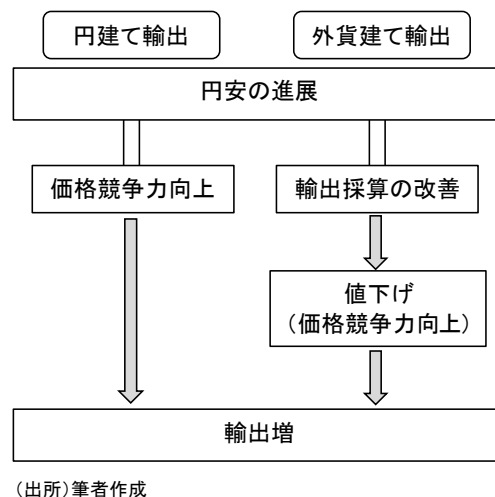 円建て輸出
外貨建て輸出
円安の進展
価格競争力向上
輸出採算の改善
値下げ
（価格競争力向上）
輸出増
（出所）筆者作成